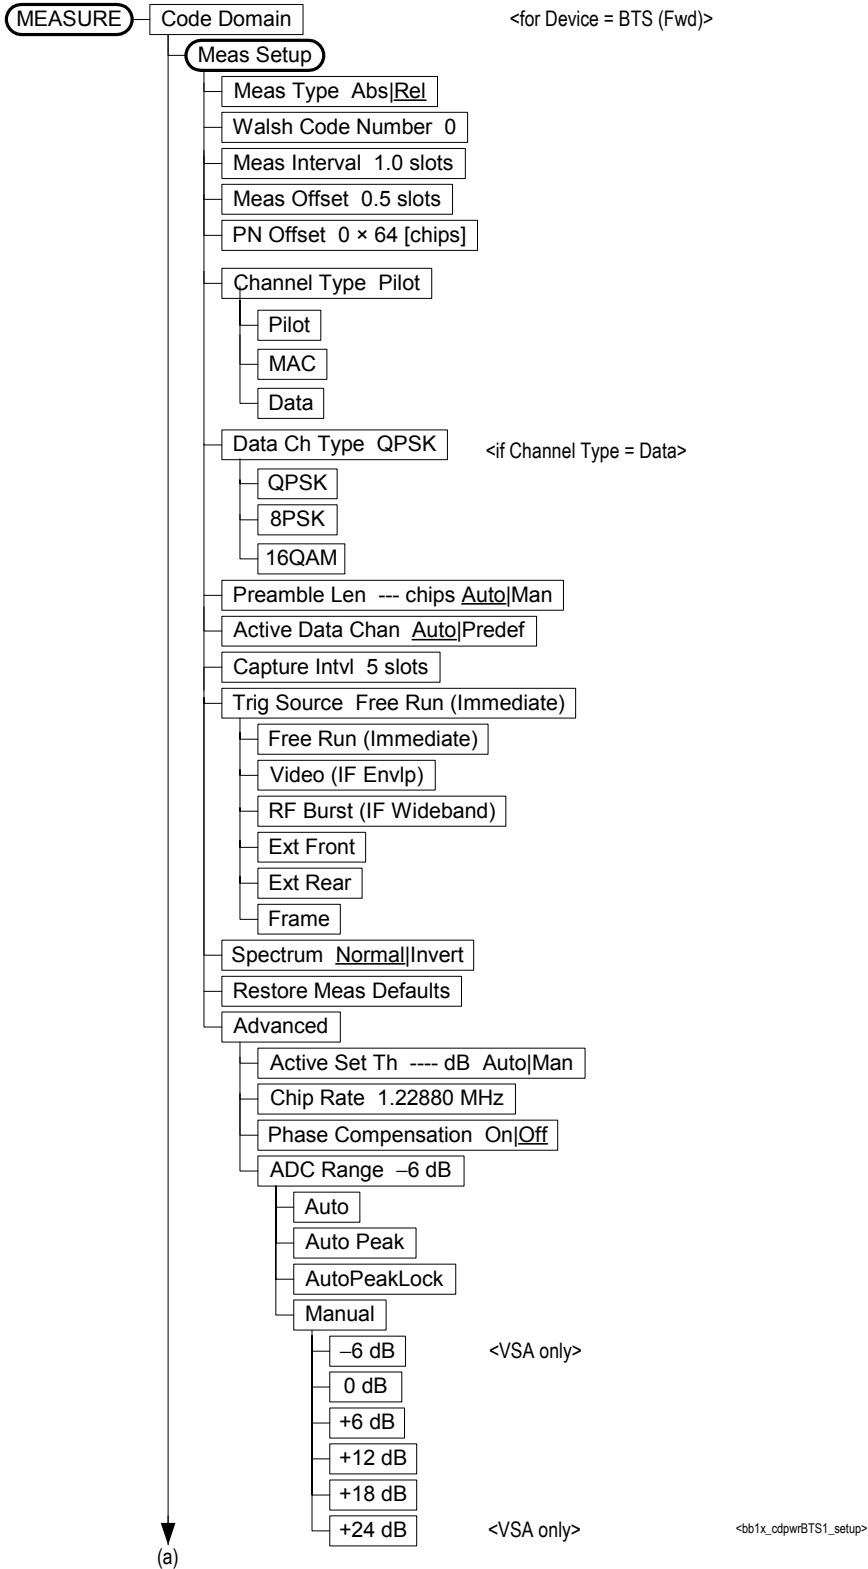 MEASURE Code Domain <for Device = BTS (Fwd)>
Meas Setup
Meas Type Abs|Rel
Walsh Code Number 0
Meas Interval 1.0 slots
Meas Offset 0.5 slots
PN Offset 0 × 64 [chips]
Channel Type Pilot
Pilot
MAC
Data
Data Ch Type QPSK <if Channel Type = Data>
QPSK
8PSK
16QAM
Preamble Len --- chips Auto|Man
Active Data Chan Auto|Predef
Capture Intvl 5 slots
Trig Source Free Run (Immediate)
Free Run (Immediate)
Video (IF Envlp)
RF Burst (IF Wideband)
Ext Front
Ext Rear
Frame
Spectrum Normal|Invert
Restore Meas Defaults
Advanced
Active Set Th ---- dB Auto|Man
Chip Rate 1.22880 MHz
Phase Compensation On|Off
ADC Range –6 dB
Auto
Auto Peak
AutoPeakLock
Manual
–6 dB <VSA only>
0 dB
+6 dB
+12 dB
+18 dB
+24 dB <VSA only> <bb1x_cdpwrBTS1_setup>
(a)